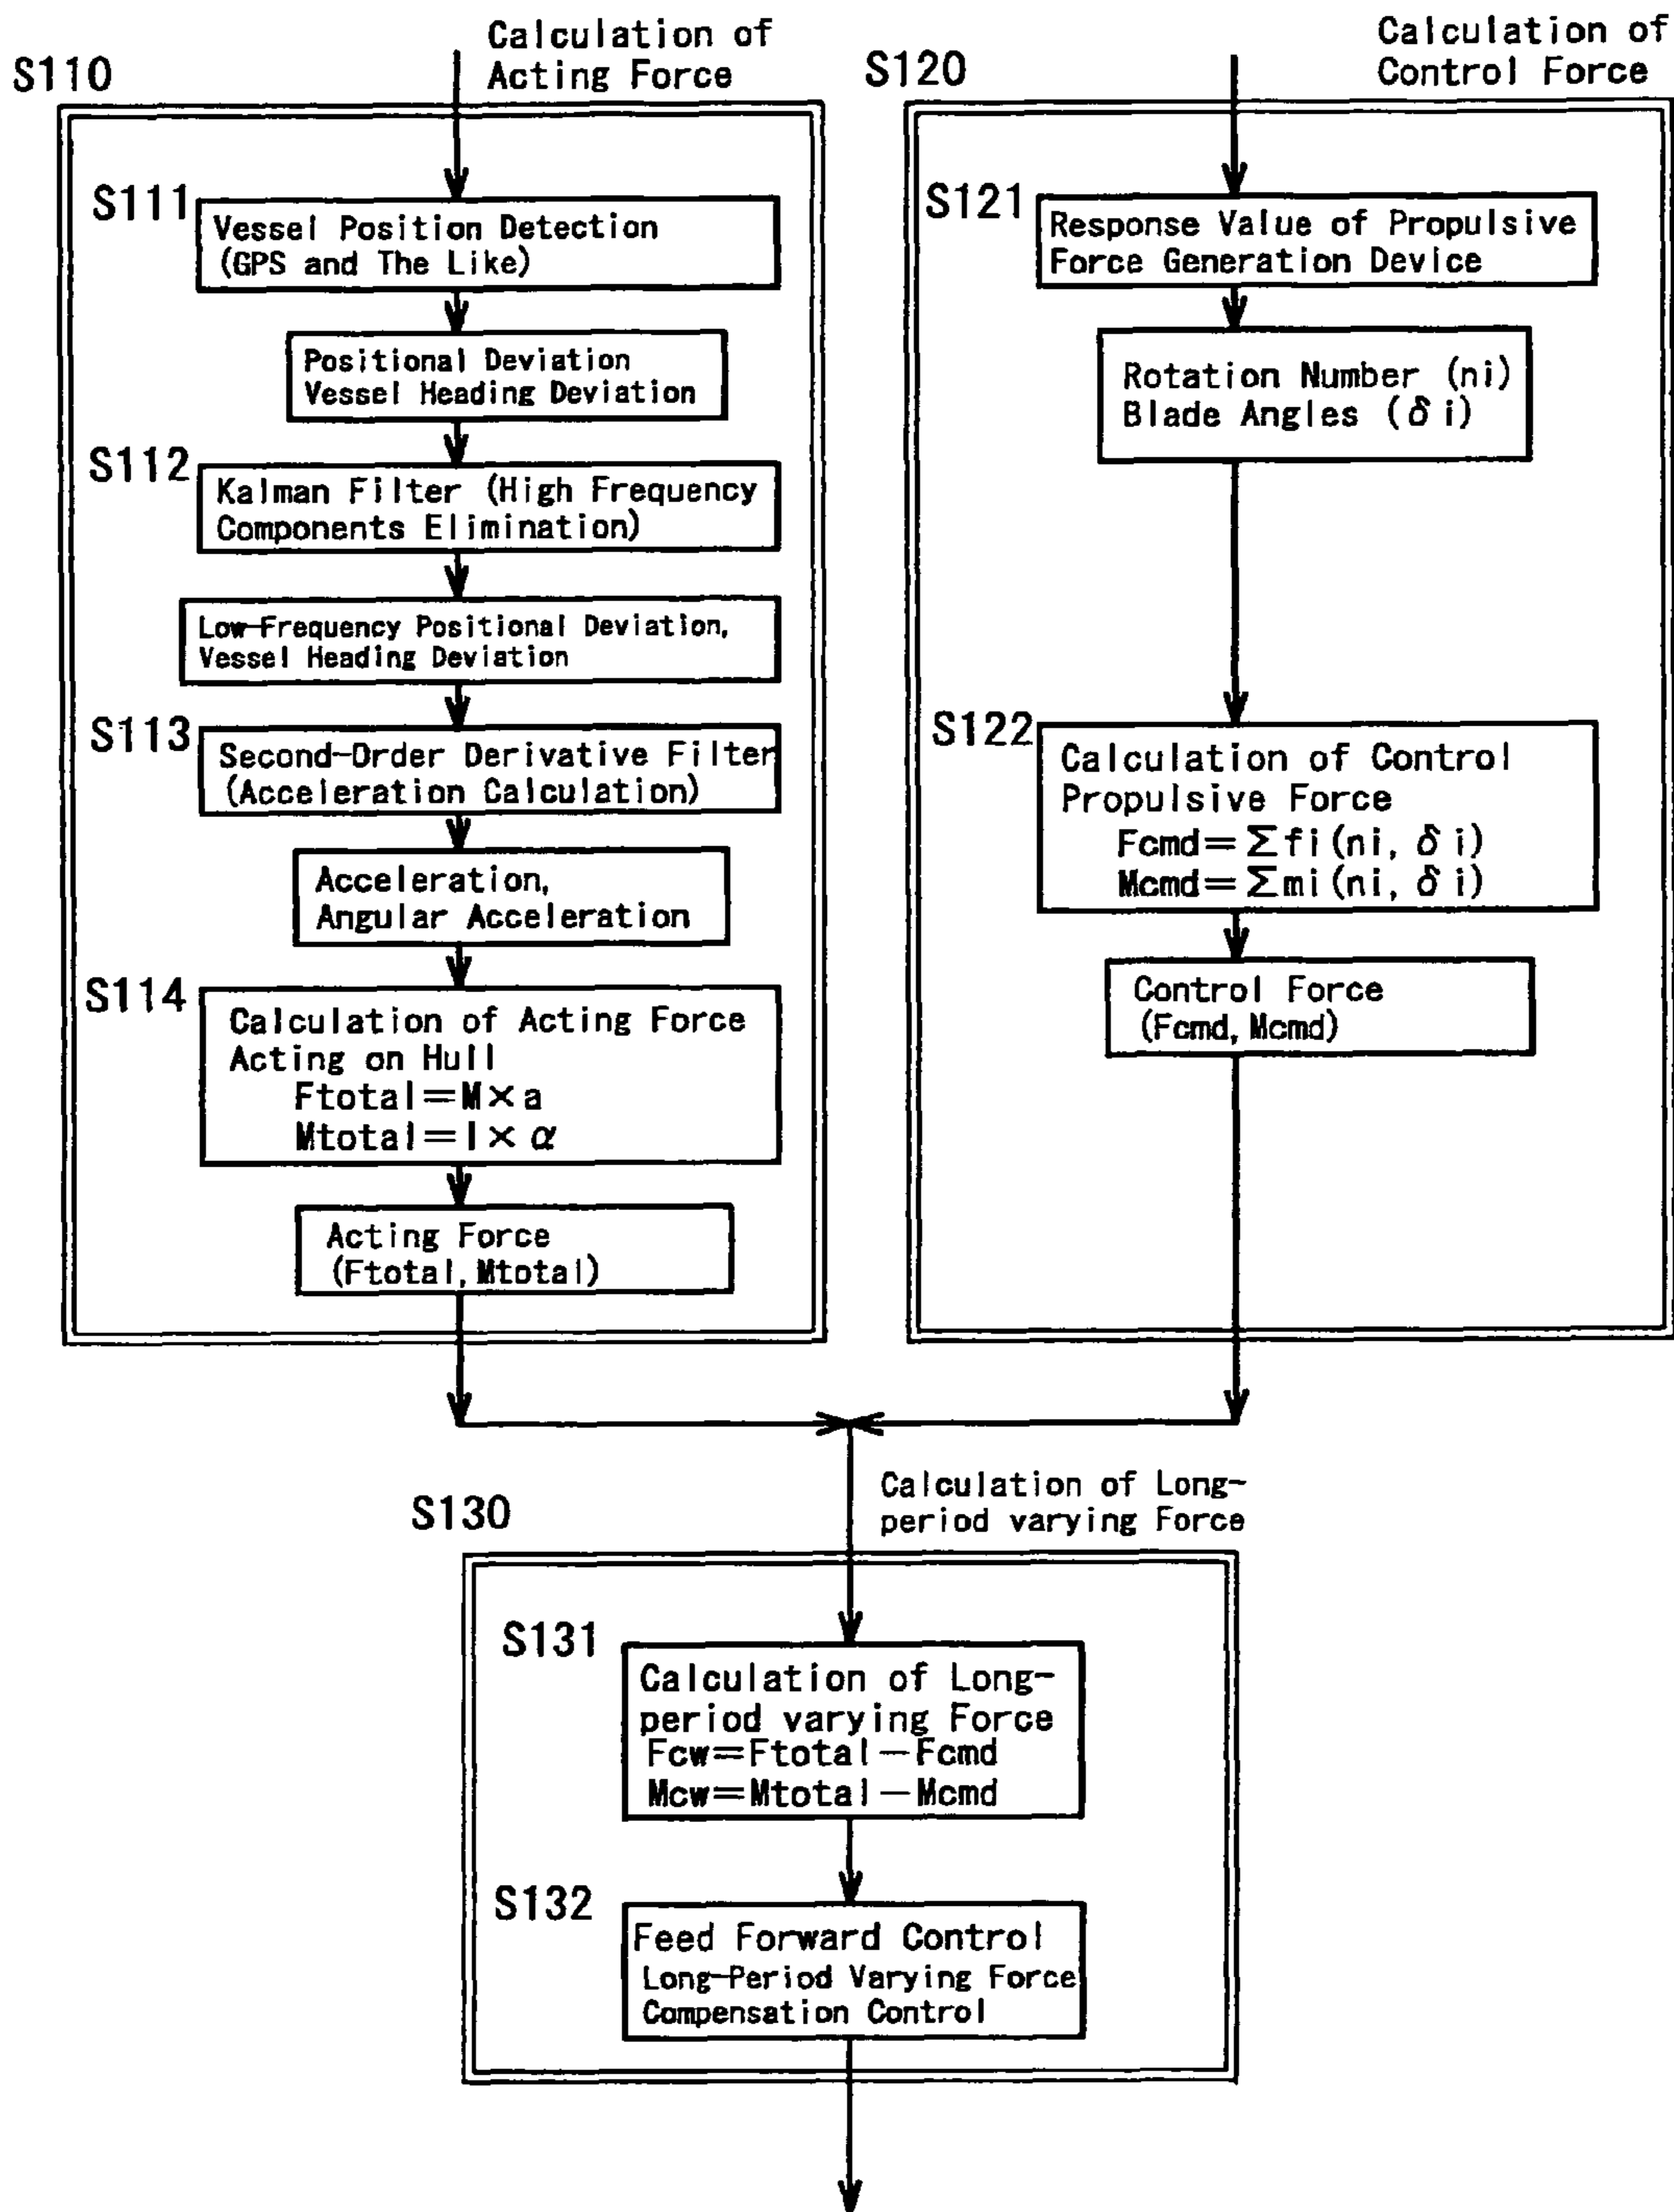 Calculation of
Acting Force
S110
S111
Vessel Position Detection
(GPS and The Like)
Positional Deviation
Vessel Heading Deviation
S112
Kalman Filter (High Frequency
Components Elimination)
Low-Frequency Positional Deviation,
Vessel Heading Deviation
S113
Second-Order Derivative Filter
(Acceleration Calculation)
Acceleration,
Angular Acceleration
S114
Calculation of Acting Force
Acting on Hull
Ftotal=M×a
Mtotal=I×α
Acting Force
(Ftotal, Mtotal)
Calculation of
Control Force
S120
S121
Response Value of Propulsive
Force Generation Device
Rotation Number (ni)
Blade Angles (δi)
S122
Calculation of Control
Propulsive Force
Fcmd=Σfi(ni, δi)
Mcmd=Σmi(ni, δi)
Control Force
(Fcmd, Mcmd)
Calculation of Long-
period varying Force
S130
S131
Calculation of Long-
period varying Force
Fcw=Ftotal−Fcmd
Mcw=Mtotal−Mcmd
S132
Feed Forward Control
Long-Period Varying Force
Compensation Control